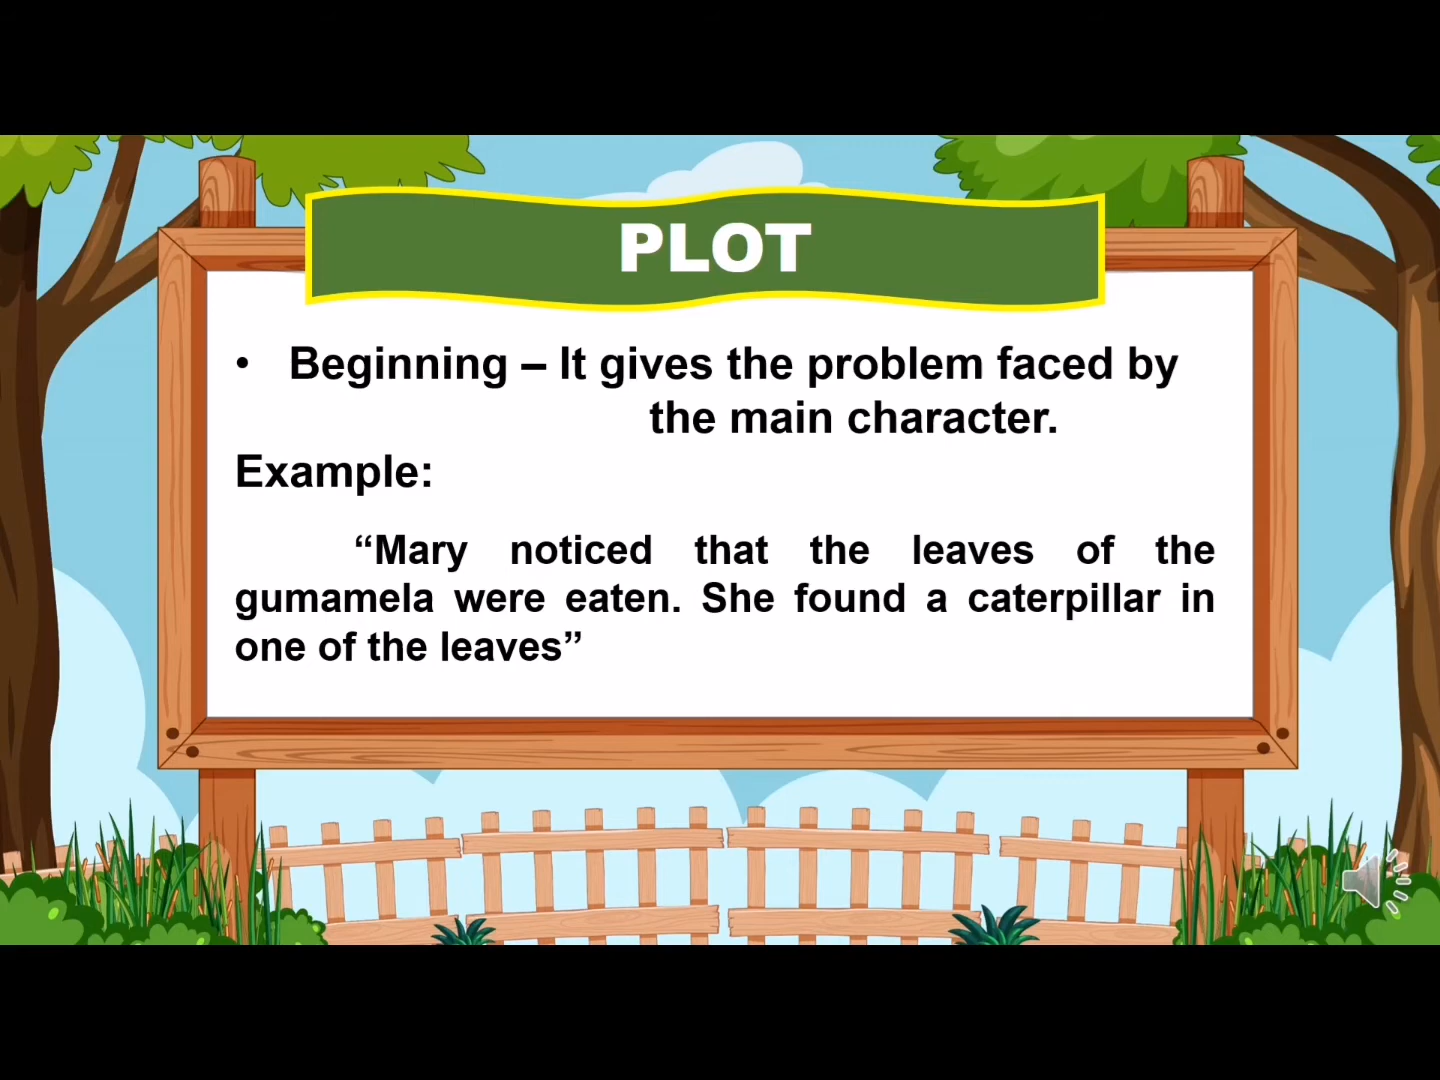 PLOT
• Beginning – It gives the problem faced by
the main character.
Example:
“Mary noticed that the leaves of the
gumamela were eaten. She found a caterpillar in
one of the leaves”